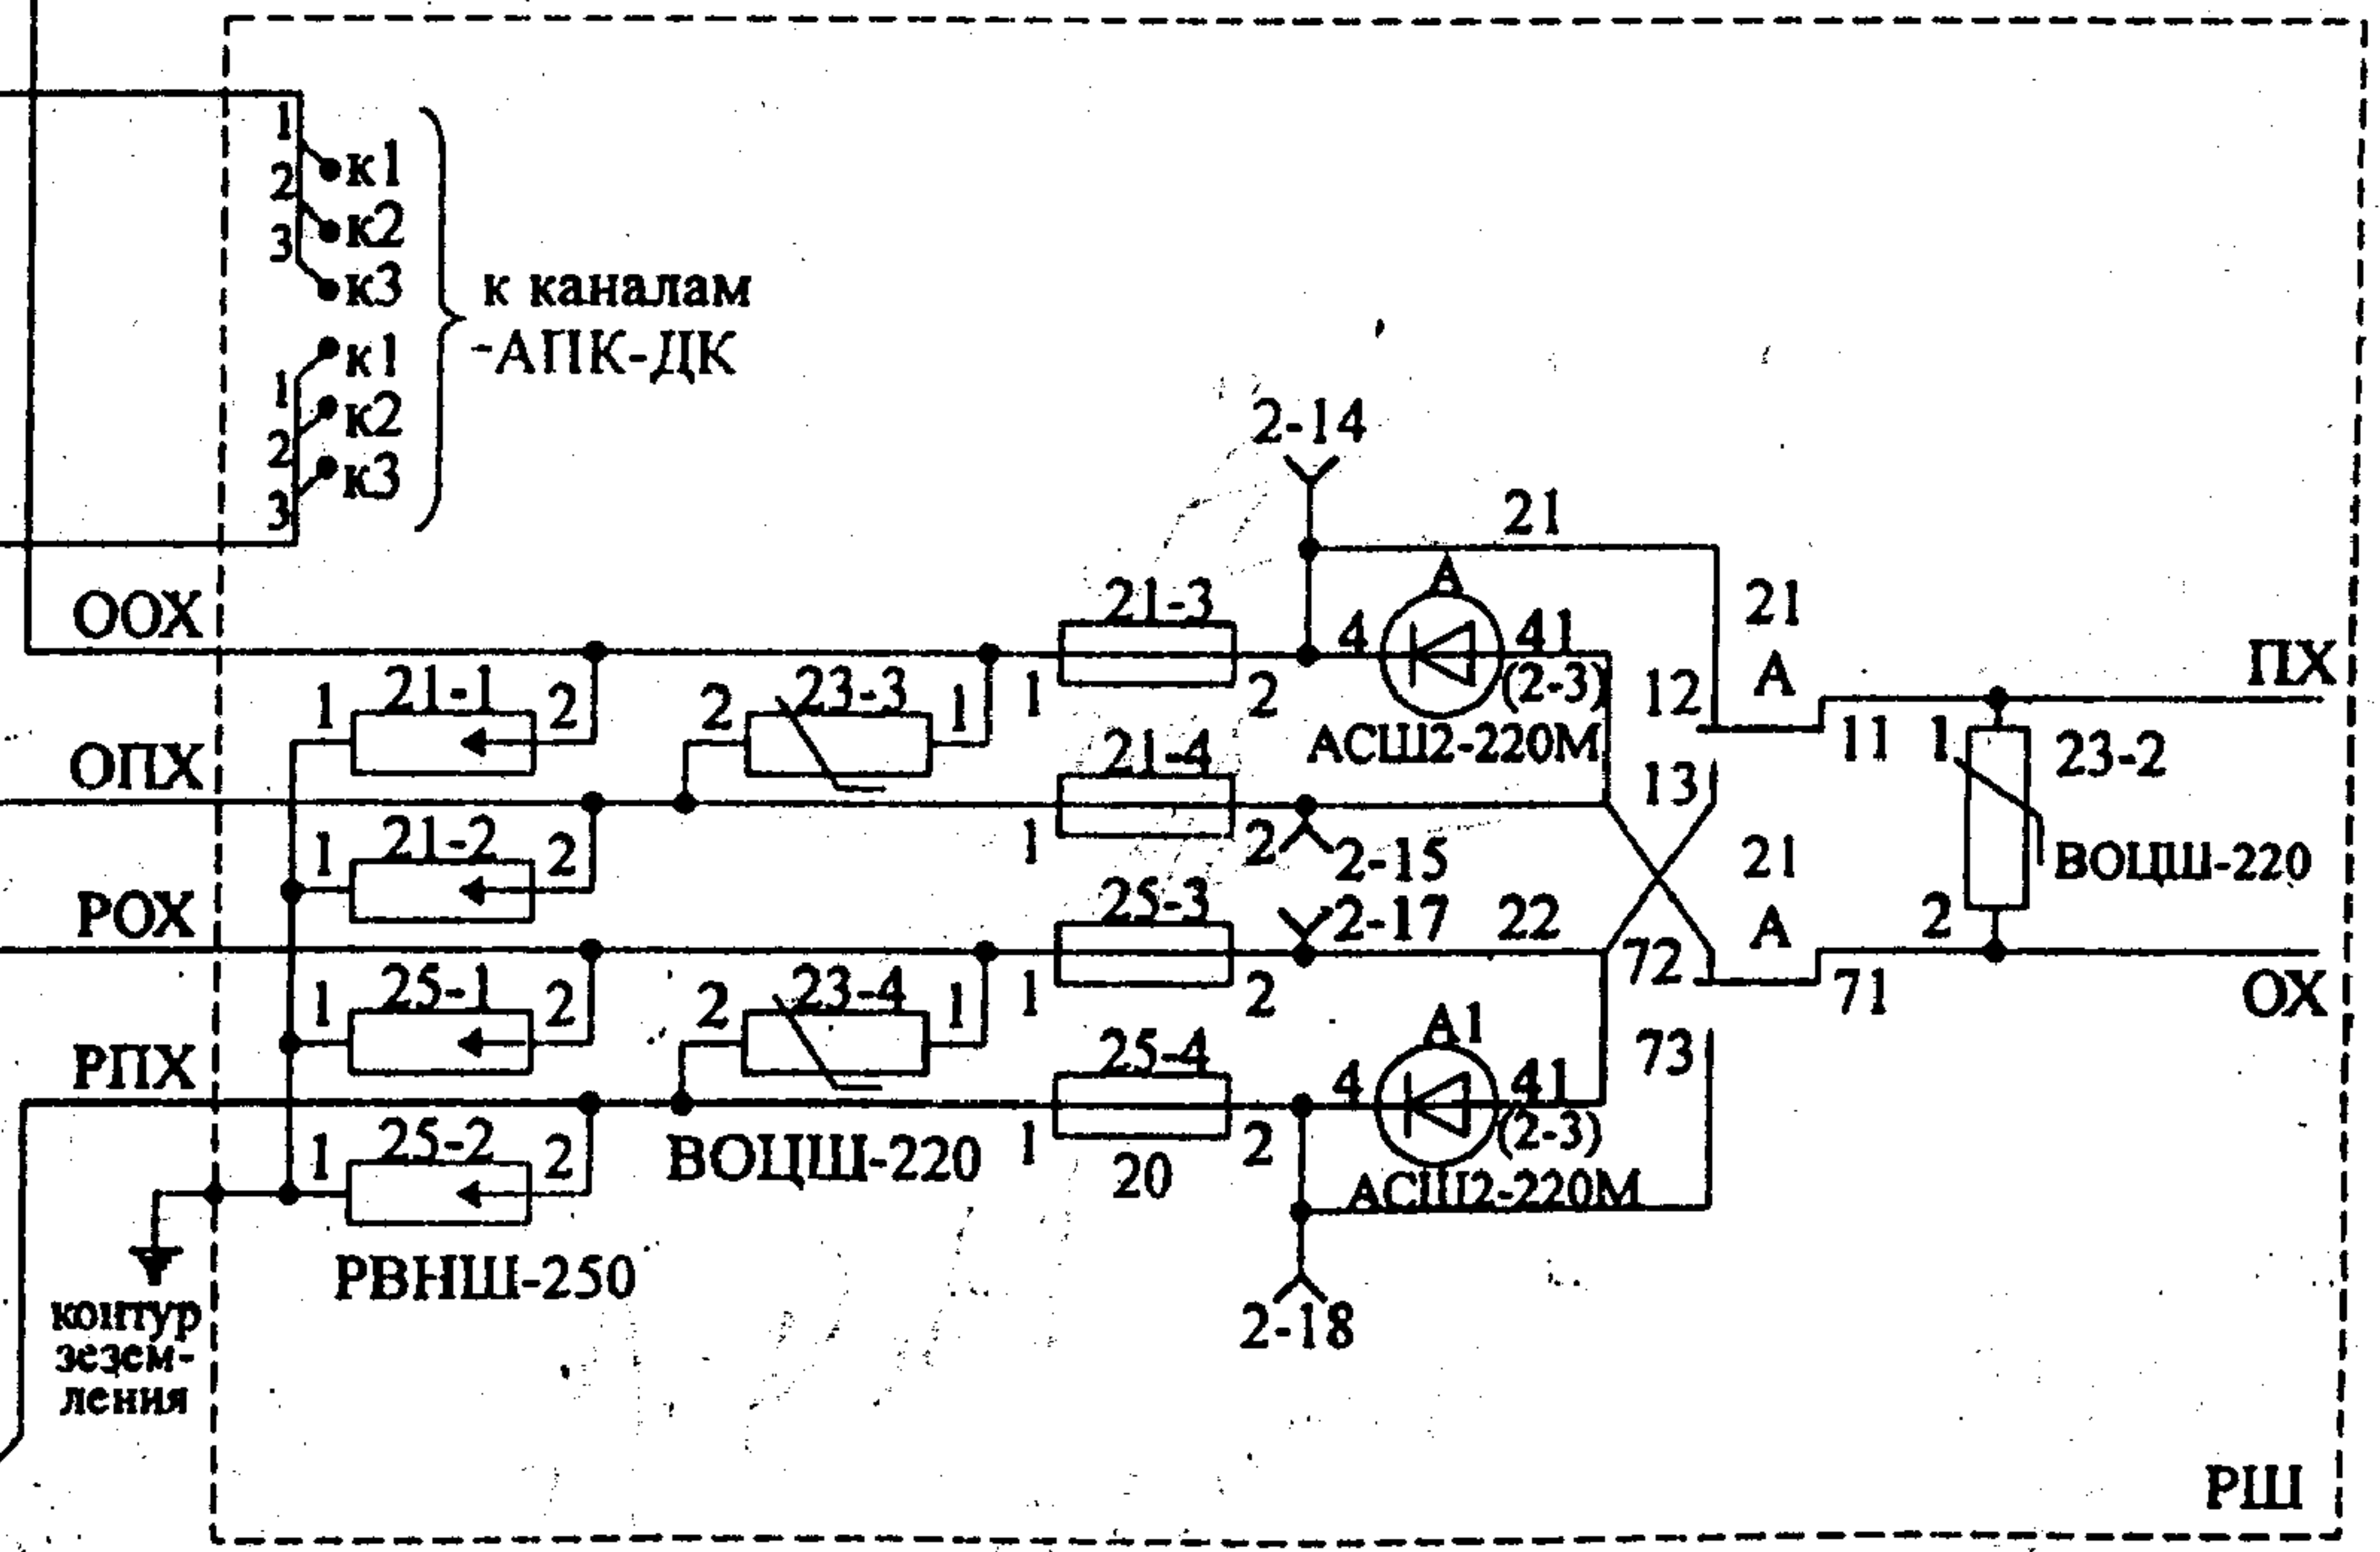 1
к1
2
к2
3
к3
к каналам
-АПК-ДК
к1
1
к2
2
к3
3
2-14
21
ООХ
21-3
А
4
41
(2-3)
21
А
12
11
ПХ
1
21-1
2
2
23-3
1
1
2
АСШ2-220М
ОПХ
21-4
13
1
23-2
1
21-2
2
1
2
2-15
21
А
ВОЦШ-220
РОХ
25-3
2-17
22
72
71
2
ОХ
1
25-1
2
2
23-4
1
1
2
РПХ
25-4
А1
4
41
(2-3)
73
1
25-2
2
ВОЦШ-220
1
20
2
АСШ2-220М
РВНШ-250
2-18
контур
зезем-
ления
РШ